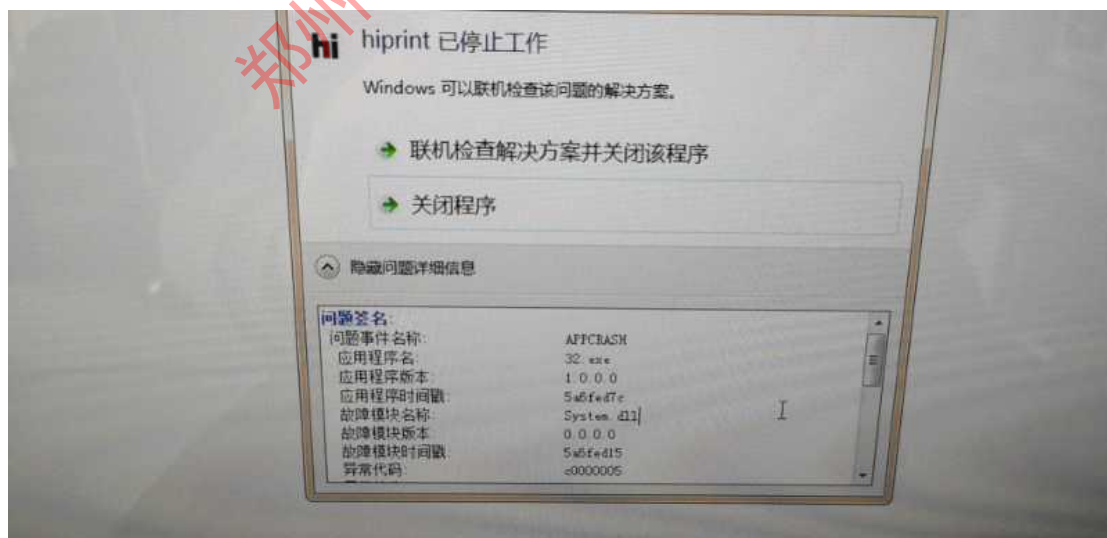 郑州
hi hiprint 已停止工作
Windows 可以联机检查该问题的解决方案。
联机检查解决方案并关闭该程序
关闭程序
隐藏问题详细信息
问题签名:
问题事件名称: APPCRASH
应用程序名: 32.exe
应用程序版本: 1.0.0.0
应用程序时间戳: 5a6fed7c
故障模块名称: System.dll
故障模块版本: 0.0.0.0
故障模块时间戳: 5a6fed15
异常代码: c0000005